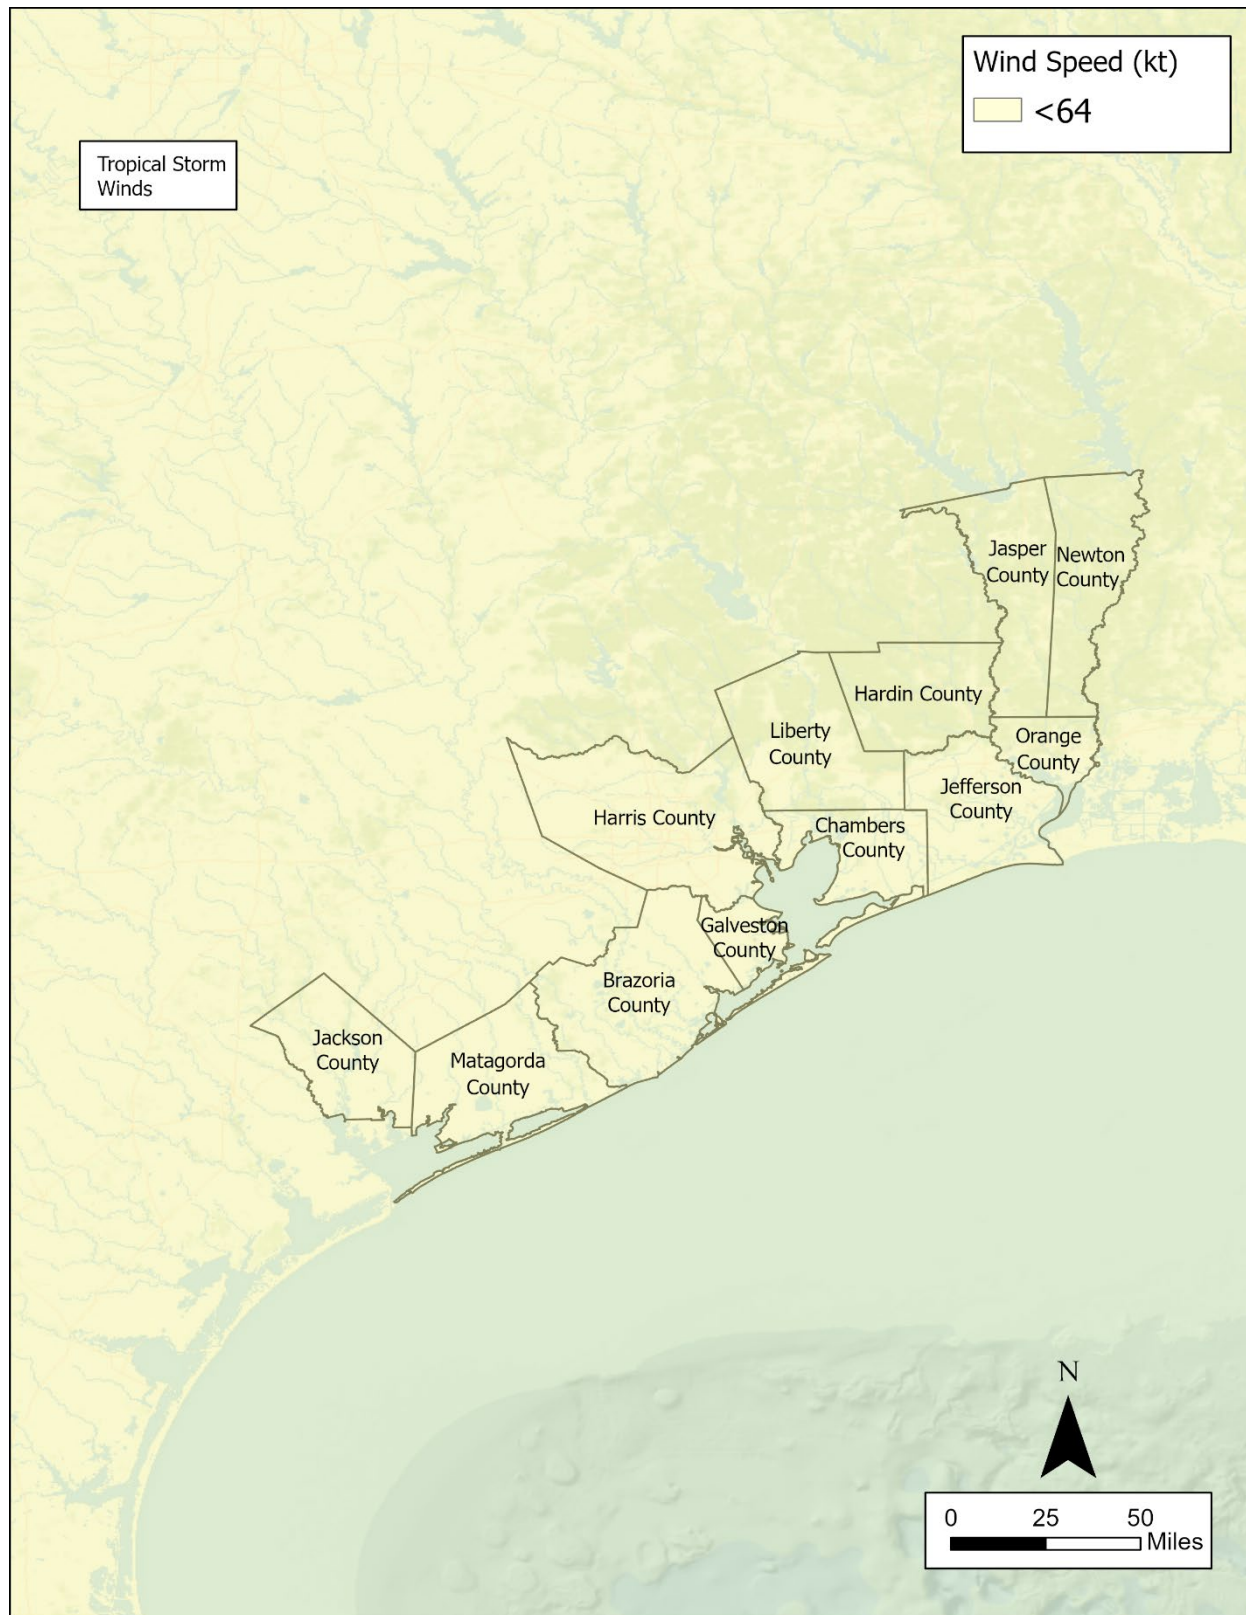 Wind Speed (kt)
<64
Tropical Storm
Winds
Jasper
County
Newton
County
Hardin County
Liberty
County
Orange
County
Jefferson
County
Harris County
Chambers
County
Galveston
County
Brazoria
County
Jackson
County
Matagorda
County
N
0 25 50
Miles